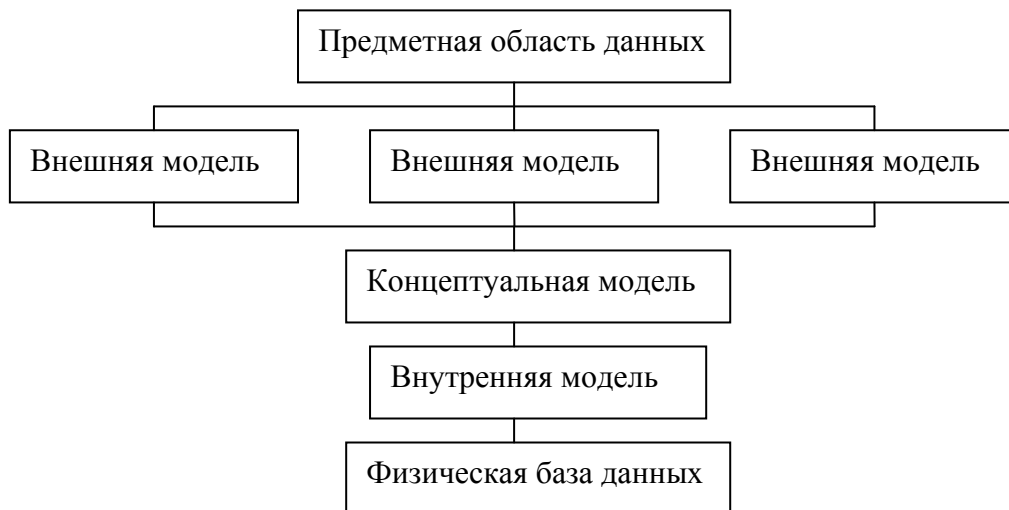 Предметная область данных
Внешняя модель
Внешняя модель
Внешняя модель
Концептуальная модель
Внутренняя модель
Физическая база данных